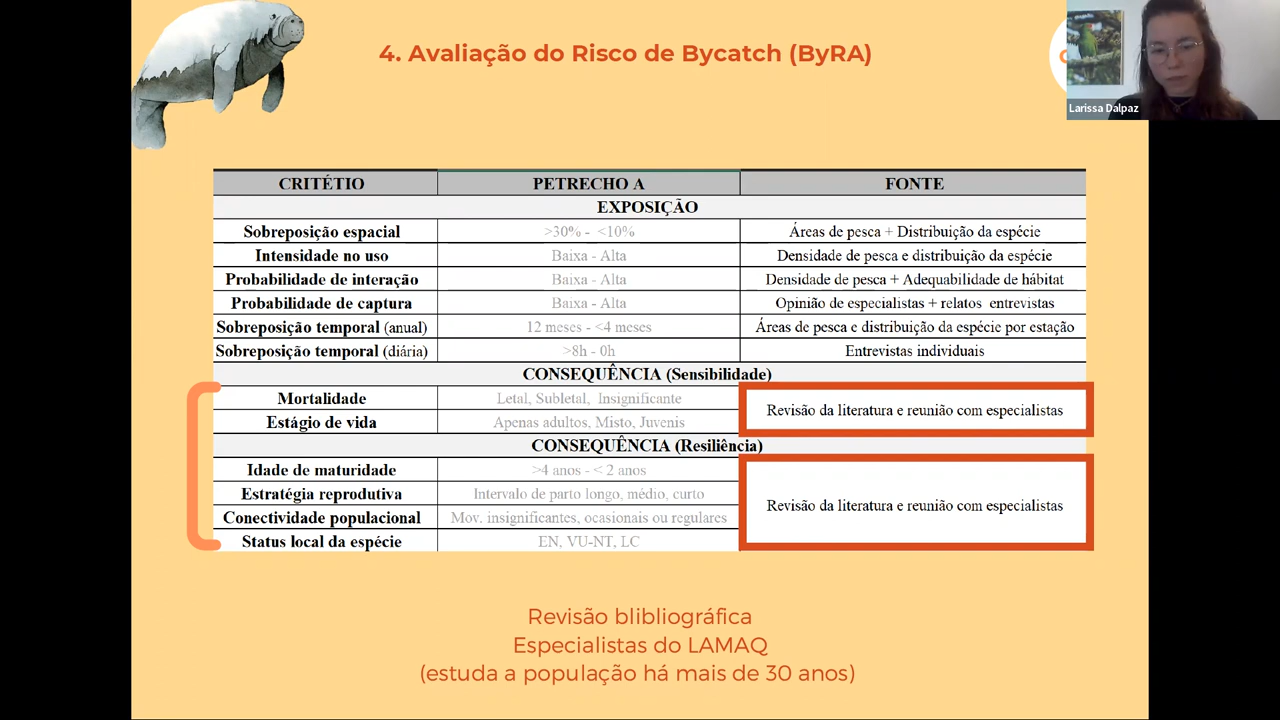 4. Avaliação do Risco de Bycatch (ByRA)
Larissa Dalpaz
CRITÉTIO PETRECHO A FONTE
EXPOSIÇÃO
Sobreposição espacial >30% - <10% Áreas de pesca + Distribuição da espécie
Intensidade no uso Baixa - Alta Densidade de pesca e distribuição da espécie
Probabilidade de interação Baixa - Alta Densidade de pesca + Adequabilidade de hábitat
Probabilidade de captura Baixa - Alta Opinião de especialistas + relatos entrevistas
Sobreposição temporal (anual) 12 meses - <4 meses Áreas de pesca e distribuição da espécie por estação
Sobreposição temporal (diária) >8h - 0h Entrevistas individuais
CONSEQUÊNCIA (Sensibilidade)
Mortalidade Letal, Subletal, Insignificante
Revisão da literatura e reunião com especialistas
Estágio de vida Apenas adultos, Misto, Juvenis
CONSEQUÊNCIA (Resiliência)
Idade de maturidade >4 anos - < 2 anos
Estratégia reprodutiva Intervalo de parto longo, médio, curto
Revisão da literatura e reunião com especialistas
Conectividade populacional Mov. insignificantes, ocasionais ou regulares
Status local da espécie EN, VU-NT, LC
Revisão blibliográfica
Especialistas do LAMAQ
(estuda a população há mais de 30 anos)